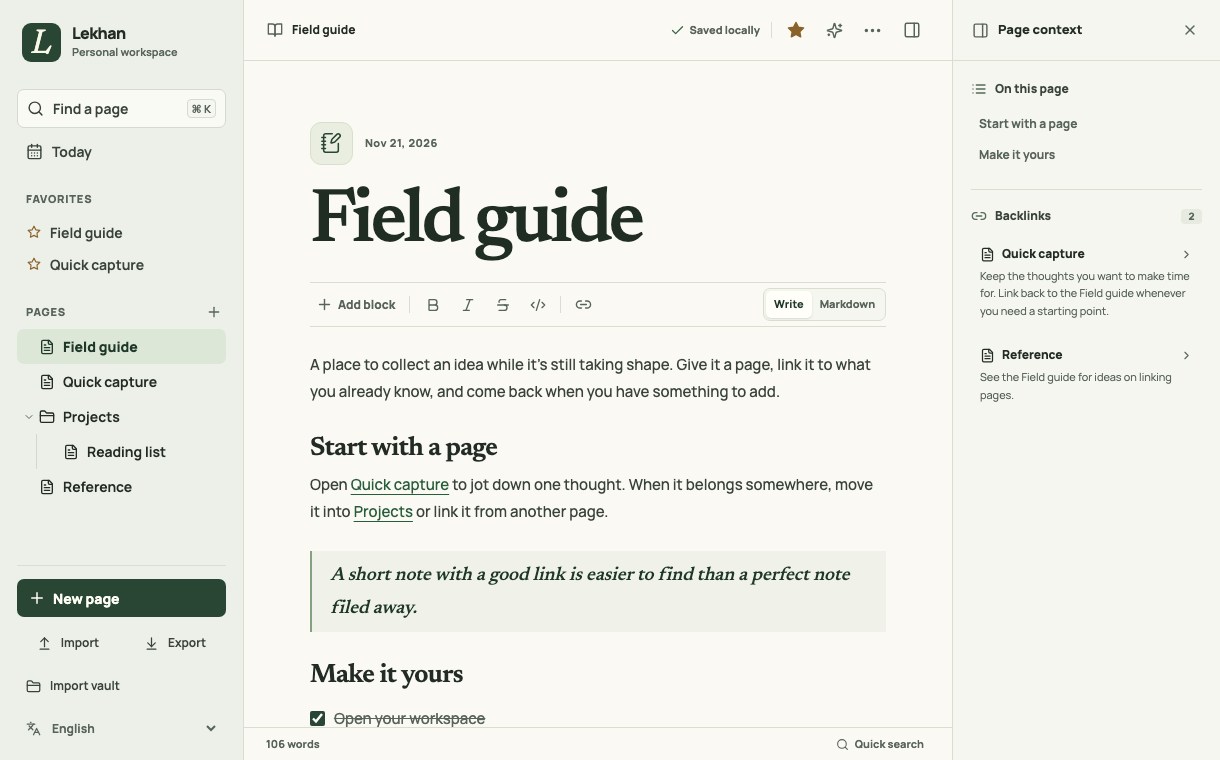 L
Lekhan
Personal workspace
Find a page
⌘ K
Today
FAVORITES
Field guide
Quick capture
PAGES
Field guide
Quick capture
Projects
Reading list
Reference
New page
Import
Export
Import vault
English
Field guide
Saved locally
Nov 21, 2026
Field guide
Add block
B
I
S
Write
Markdown
A place to collect an idea while it's still taking shape. Give it a page, link it to what
you already know, and come back when you have something to add.
Start with a page
Open Quick capture to jot down one thought. When it belongs somewhere, move
it into Projects or link it from another page.
A short note with a good link is easier to find than a perfect note
filed away.
Make it yours
Open your workspace
106 words
Quick search
Page context
On this page
Start with a page
Make it yours
Backlinks
2
Quick capture
Keep the thoughts you want to make time
for. Link back to the Field guide whenever
you need a starting point.
Reference
See the Field guide for ideas on linking
pages.